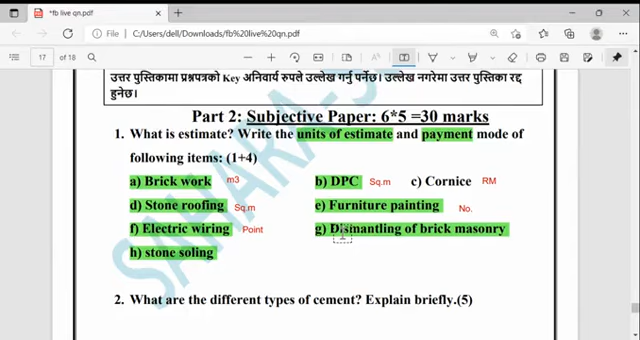 *fb live qn.pdf
File
C:/Users/dell/Downloads/fb%20live%20qn.pdf
17 of 18
उत्तर पुस्तिकामा प्रश्नपत्रको Key अनिवार्य रुपले उल्लेख गर्नु पर्नेछ। उल्लेख नगरेमा उत्तर पुस्तिका रद्द
हुनेछ।
Part 2: Subjective Paper: 6*5 =30 marks
1. What is estimate? Write the units of estimate and payment mode of
following items: (1+4)
a) Brick work m3 b) DPC Sq.m c) Cornice RM
d) Stone roofing Sq.m e) Furniture painting No.
f) Electric wiring Point g) Dismantling of brick masonry
h) stone soling
2. What are the different types of cement? Explain briefly.(5)